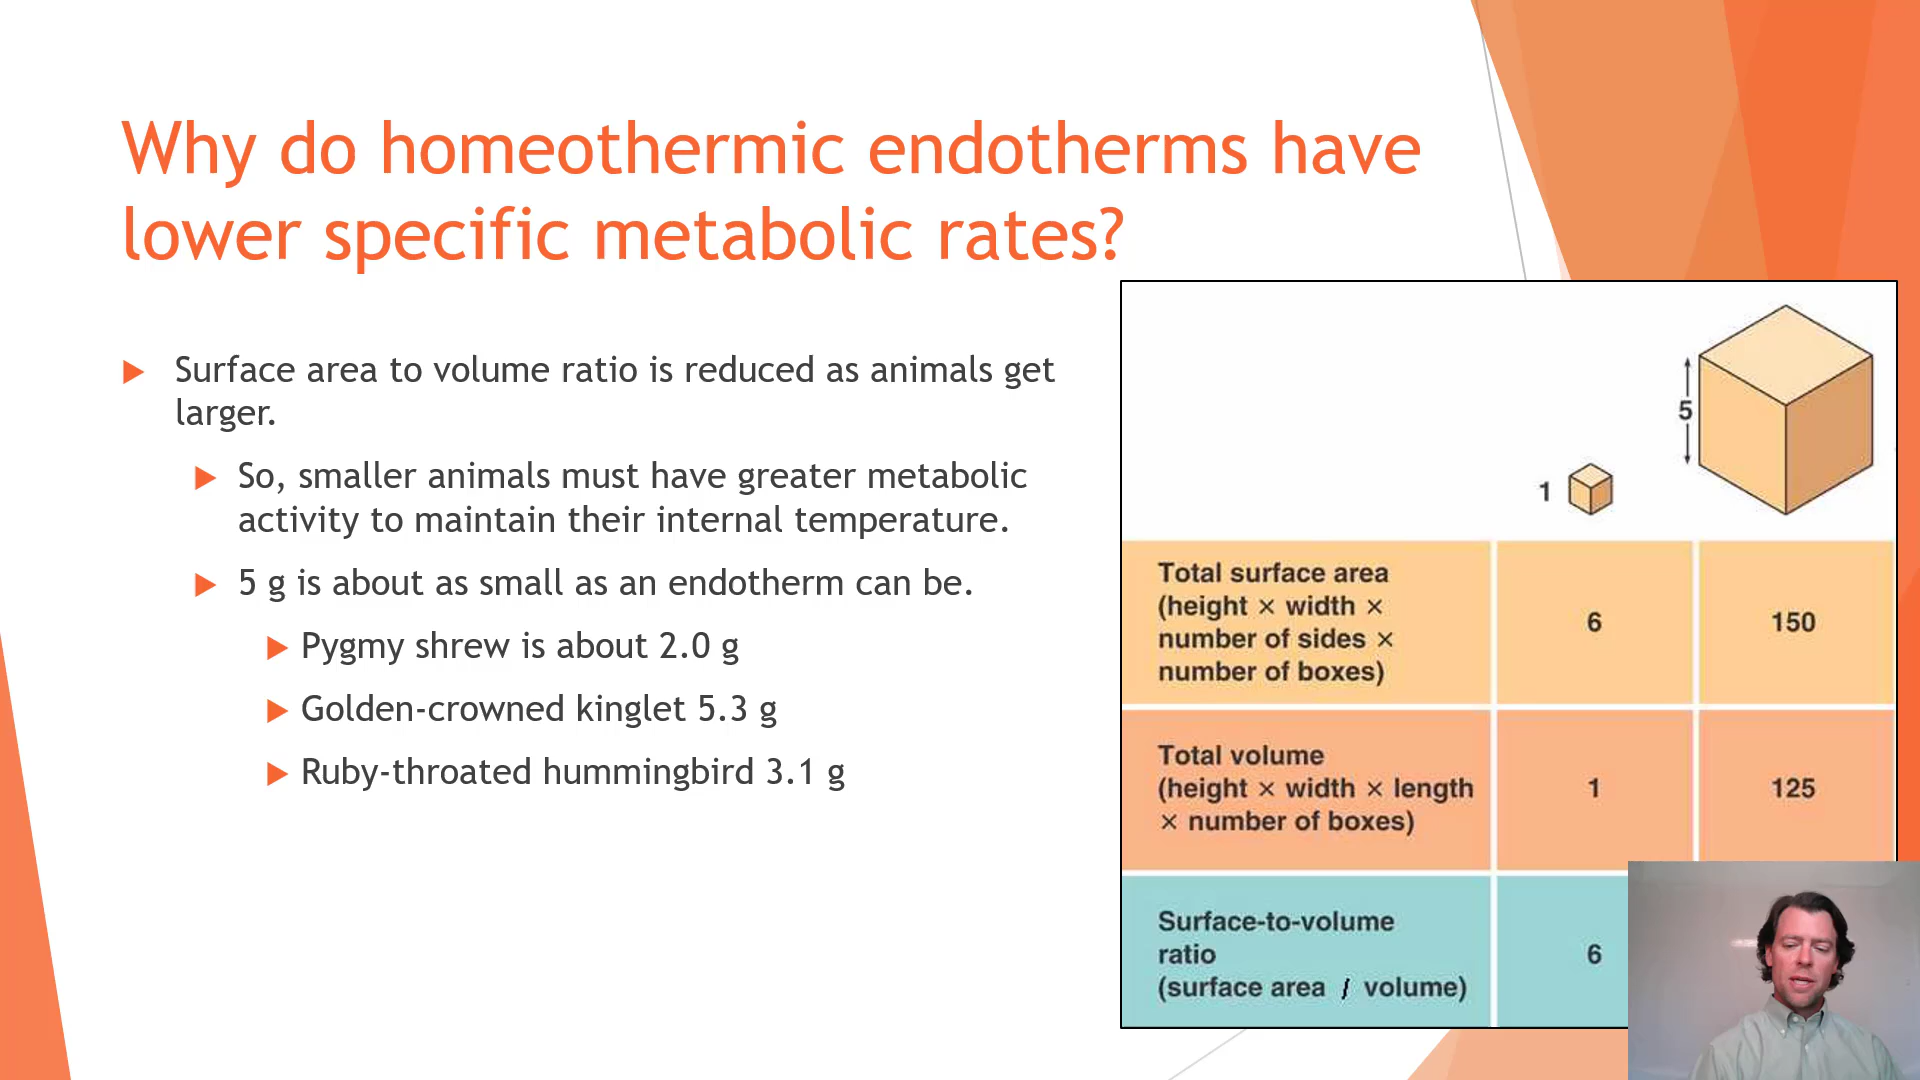 Why do homeothermic endotherms have
lower specific metabolic rates?
Surface area to volume ratio is reduced as animals get
larger.
So, smaller animals must have greater metabolic
activity to maintain their internal temperature.
5 g is about as small as an endotherm can be.
Pygmy shrew is about 2.0 g
Golden-crowned kinglet 5.3 g
Ruby-throated hummingbird 3.1 g
5
1
Total surface area
(height × width ×
number of sides ×
number of boxes)
6
150
Total volume
(height × width × length
× number of boxes)
1
125
Surface-to-volume
ratio
(surface area / volume)
6